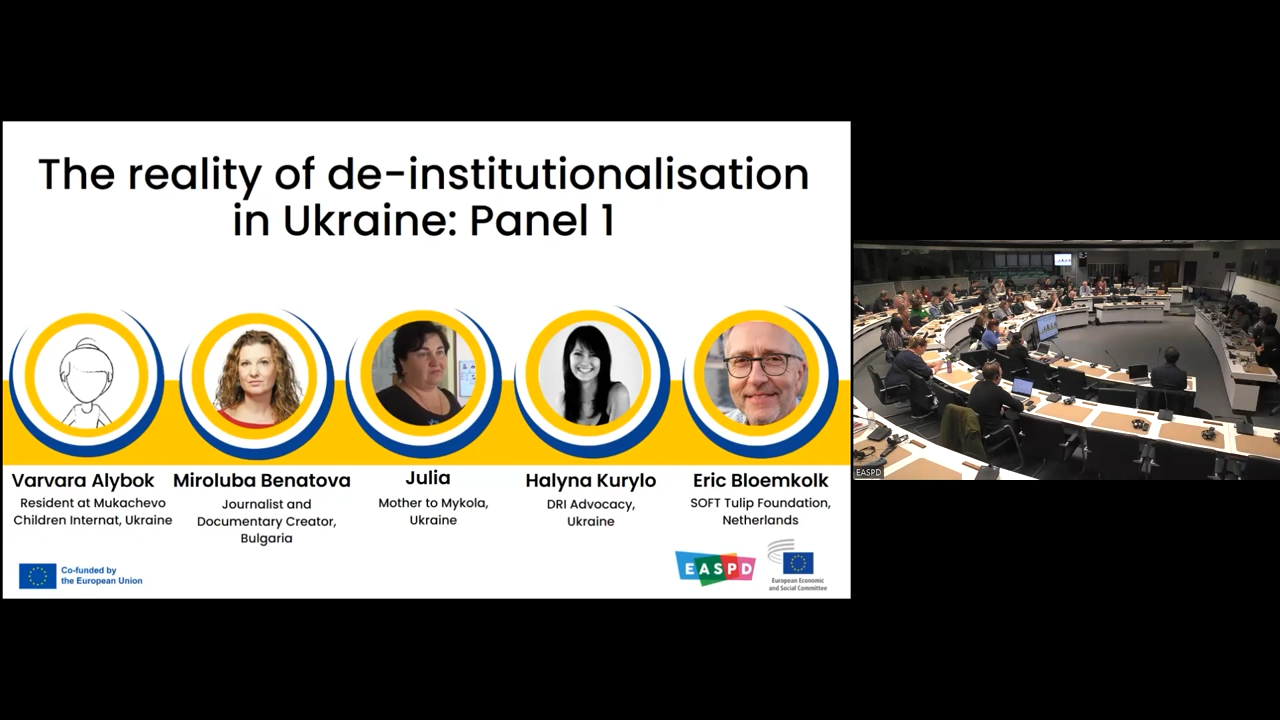 The reality of de-institutionalisation
in Ukraine: Panel 1
Varvara Alybok
Resident at Mukachevo
Children Internat, Ukraine
Miroluba Benatova
Journalist and
Documentary Creator,
Bulgaria
Julia
Mother to Mykola,
Ukraine
Halyna Kurylo
DRI Advocacy,
Ukraine
Eric Bloemkolk
SOFT Tulip Foundation,
Netherlands
Co-funded by
the European Union
EASPD
European Economic
and Social Committee
EASPD